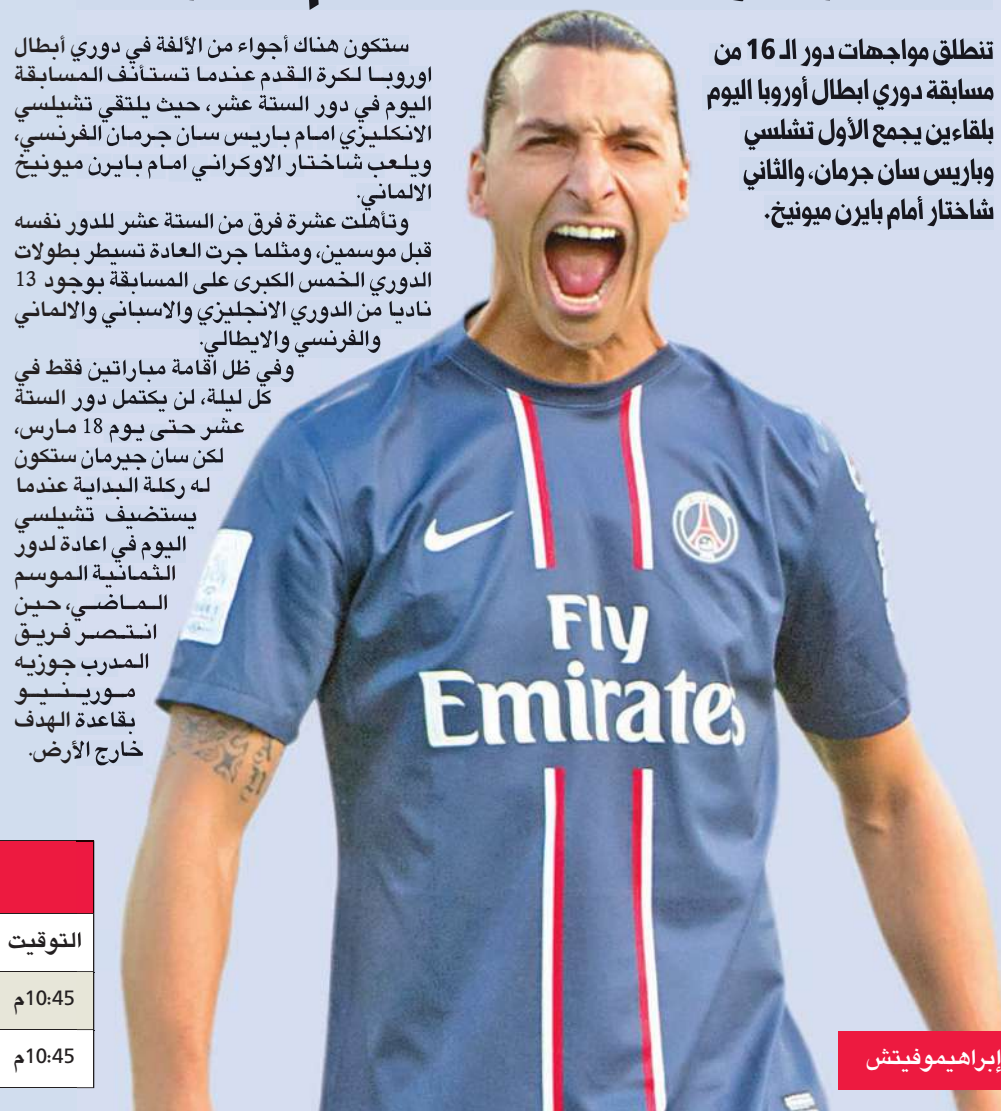 تنطلق مواجهات دور الـ 16 من
مسابقة دوري ابطال أوروبا اليوم
بلقاءين يجمع الأول تشلسي
وباريس سان جرمان، والثاني
شاختار أمام بايرن ميونيخ.
ستكون هناك أجواء من الألفة في دوري أبطال
اوروبا لكرة القدم عندما تستأنف المسابقة
اليوم في دور الستة عشر، حيث يلتقي تشيلسي
الانكليزي امام باريس سان جرمان الفرنسي،
ويلعب شاختار الاوكراني امام بايرن ميونيخ
الالماني.
وتأهلت عشرة فرق من الستة عشر للدور نفسه
قبل موسمين، ومثلما جرت العادة تسيطر بطولات
الدوري الخمس الكبرى على المسابقة بوجود 13
ناديا من الدوري الانجليزي والاسباني والالماني
والفرنسي والايطالي.
وفي ظل اقامة مباراتين فقط في
كل ليلة، لن يكتمل دور الستة
عشر حتى يوم 18 مارس،
لكن سان جيرمان ستكون
له ركلة البداية عندما
يستضيف تشيلسي
اليوم في اعادة لدور
الثمانية الموسم
الماضي، حين
انتصر فريق
المدرب جوزيه
مورينيو
بقاعدة الهدف
خارج الأرض.
Fly
Emirates
التوقيت
10:45م
10:45م
إبراهيموفيتش